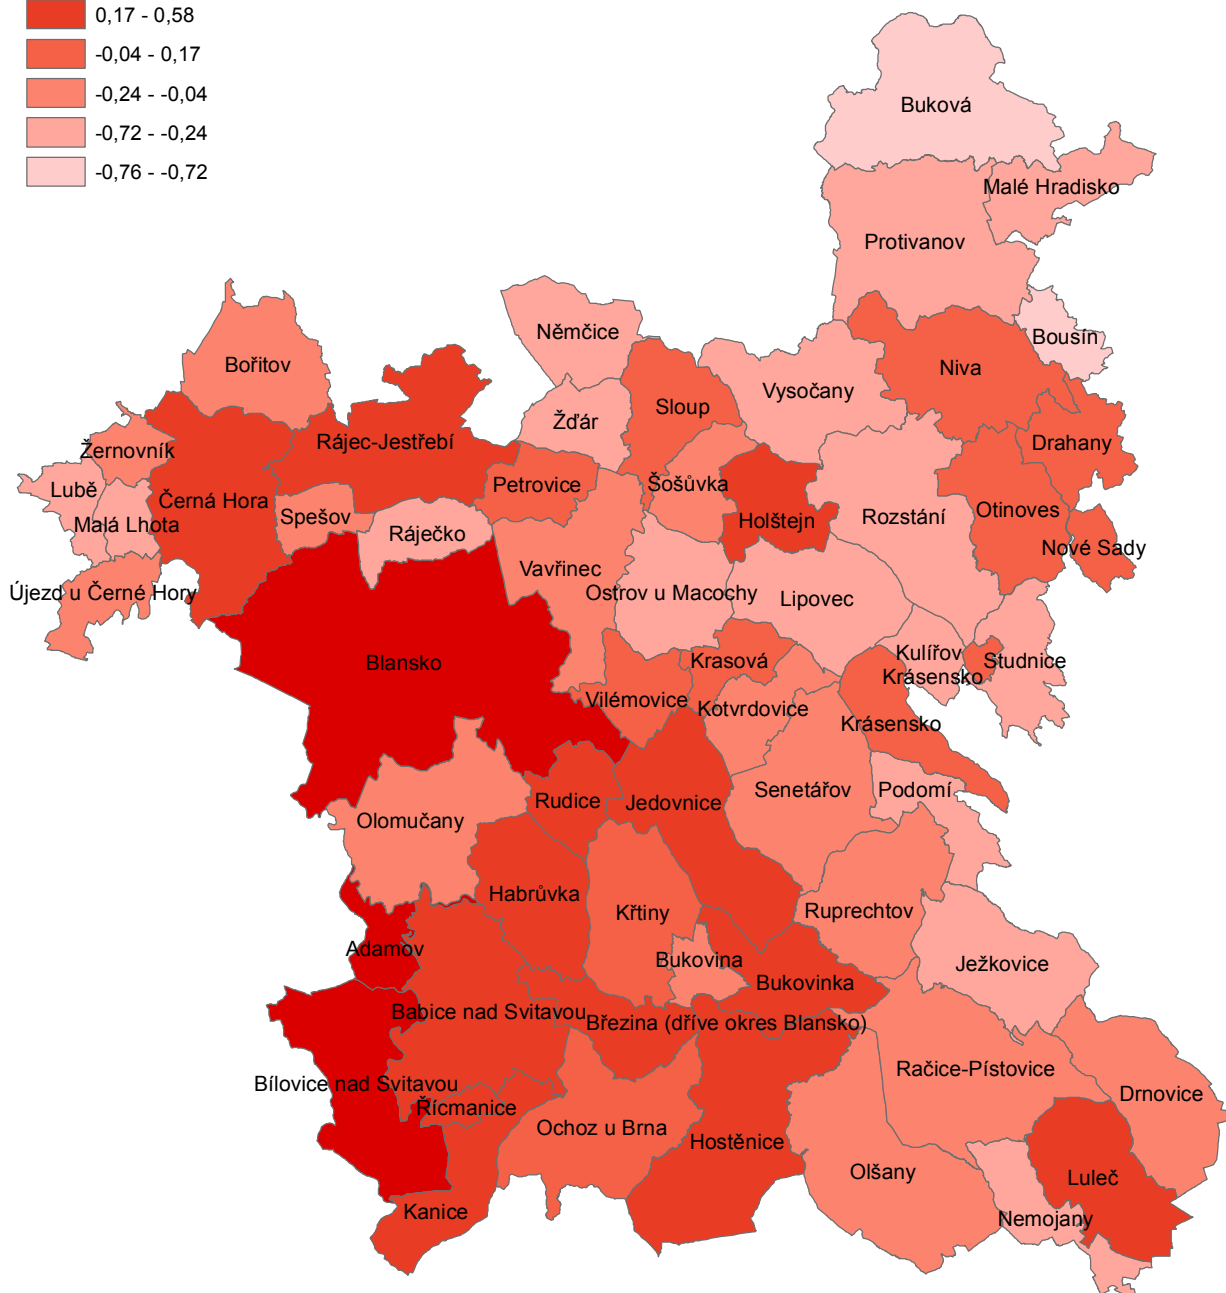 0,17 - 0,58
-0,04 - 0,17
-0,24 - -0,04
-0,72 - -0,24
-0,76 - -0,72
Buková
Malé Hradisko
Protivanov
Němčice
Bousín
Bořitov
Niva
Vysočany
Sloup
Žďár
Rájec-Jestřebí
Drahany
Žernovník
Šošůvka
Petrovice
Lubě
Černá Hora
Otinoves
Spešov
Rozstání
Holštejn
Malá Lhota
Ráječko
Nové Sady
Vavřinec
Újezd u Černé Hory
Ostrov u Macochy
Lipovec
Kulířov
Krasová
Studnice
Blansko
Krásensko
Vilémovice
Kotvrdovice
Krásensko
Senetářov
Podomí
Rudice
Jedovnice
Olomučany
Habrůvka
Křtiny
Ruprechtov
Adamov
Bukovina
Ježkovice
Bukovinka
Babice nad Svitavou
Březina (dříve okres Blansko)
Račice-Pístovice
Bílovice nad Svitavou
Drnovice
Řícmanice
Ochoz u Brna
Hostěnice
Olšany
Luleč
Kanice
Nemojany